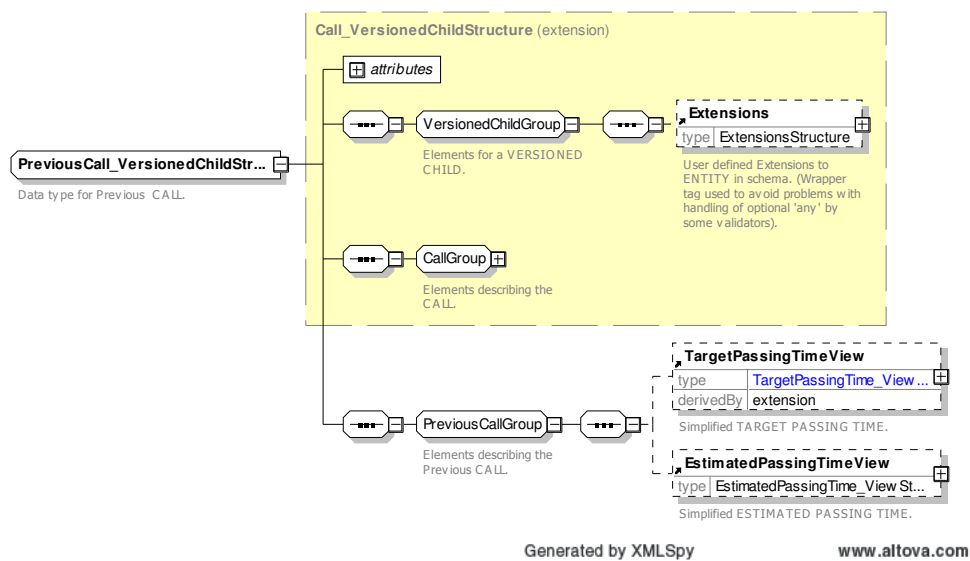 Call_VersionedChildStructure (extension)
attributes
VersionedChildGroup
Elements for a VERSIONED
CHILD.
Extensions
type ExtensionsStructure
User defined Extensions to
ENTITY in schema. (Wrapper
tag used to avoid problems with
handling of optional 'any' by
some validators).
PreviousCall_VersionedChildStr...
Data type for Previous CALL.
CallGroup
Elements describing the
CALL.
PreviousCallGroup
Elements describing the
Previous CALL.
TargetPassingTimeView
type TargetPassingTime_View...
derivedBy extension
Simplified TARGET PASSING TIME.
EstimatedPassingTimeView
type EstimatedPassingTime_View St...
Simplified ESTIMATED PASSING TIME.
Generated by XMLSpy www.altova.com